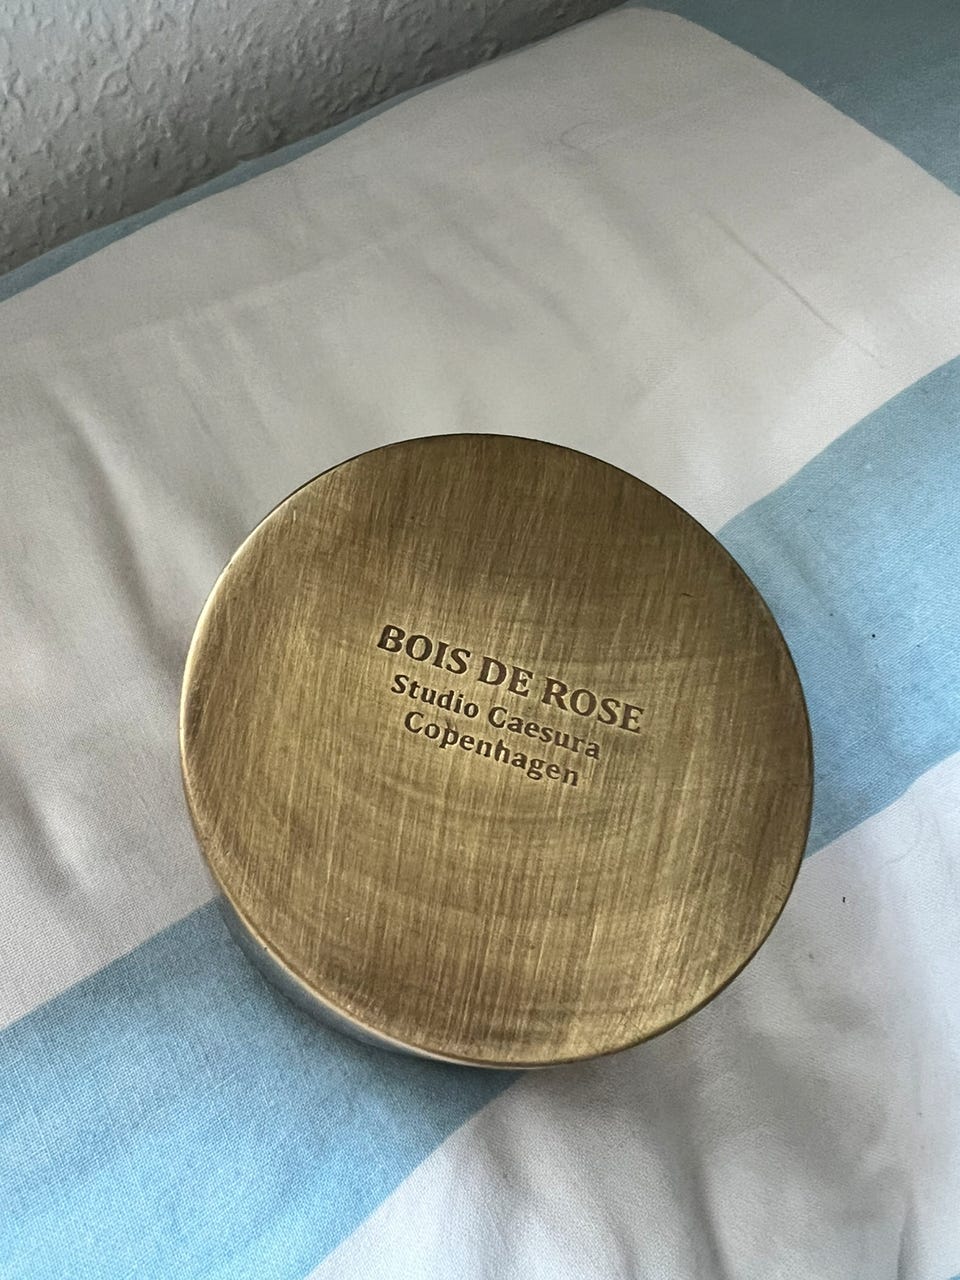 BOIS DE ROSE
Studio Caesura
Copenhagen